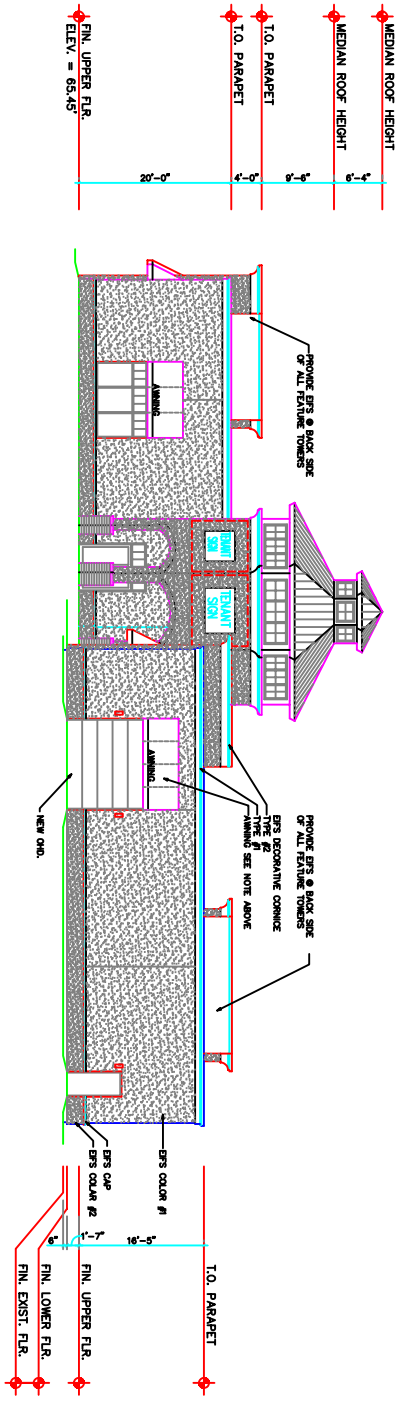 MEDIAN ROOF HEIGHT
MEDIAN ROOF HEIGHT
T.O. PARAPET
T.O. PARAPET
FIN. UPPER FLR.
ELEV. = 65.45'
6'-4"
9'-6"
4'-0"
20'-0"
PROVIDE EIFS @ BACK SIDE
OF ALL FEATURE TOWERS
AWNING
TENANT
SIGN
TENANT
SIGN
AWNING
PROVIDE EIFS @ BACK SIDE
OF ALL FEATURE TOWERS
EIFS DECORATIVE CORNICE
TYPE #2
TYPE #1
AWNING SEE NOTE ABOVE
NEW OHD.
EIFS COLOR #1
EIFS CAP
EIFS COLAR #2
16'-5"
1'-7"
6"
T.O. PARAPET
FIN. UPPER FLR.
FIN. LOWER FLR.
FIN. EXIST. FLR.